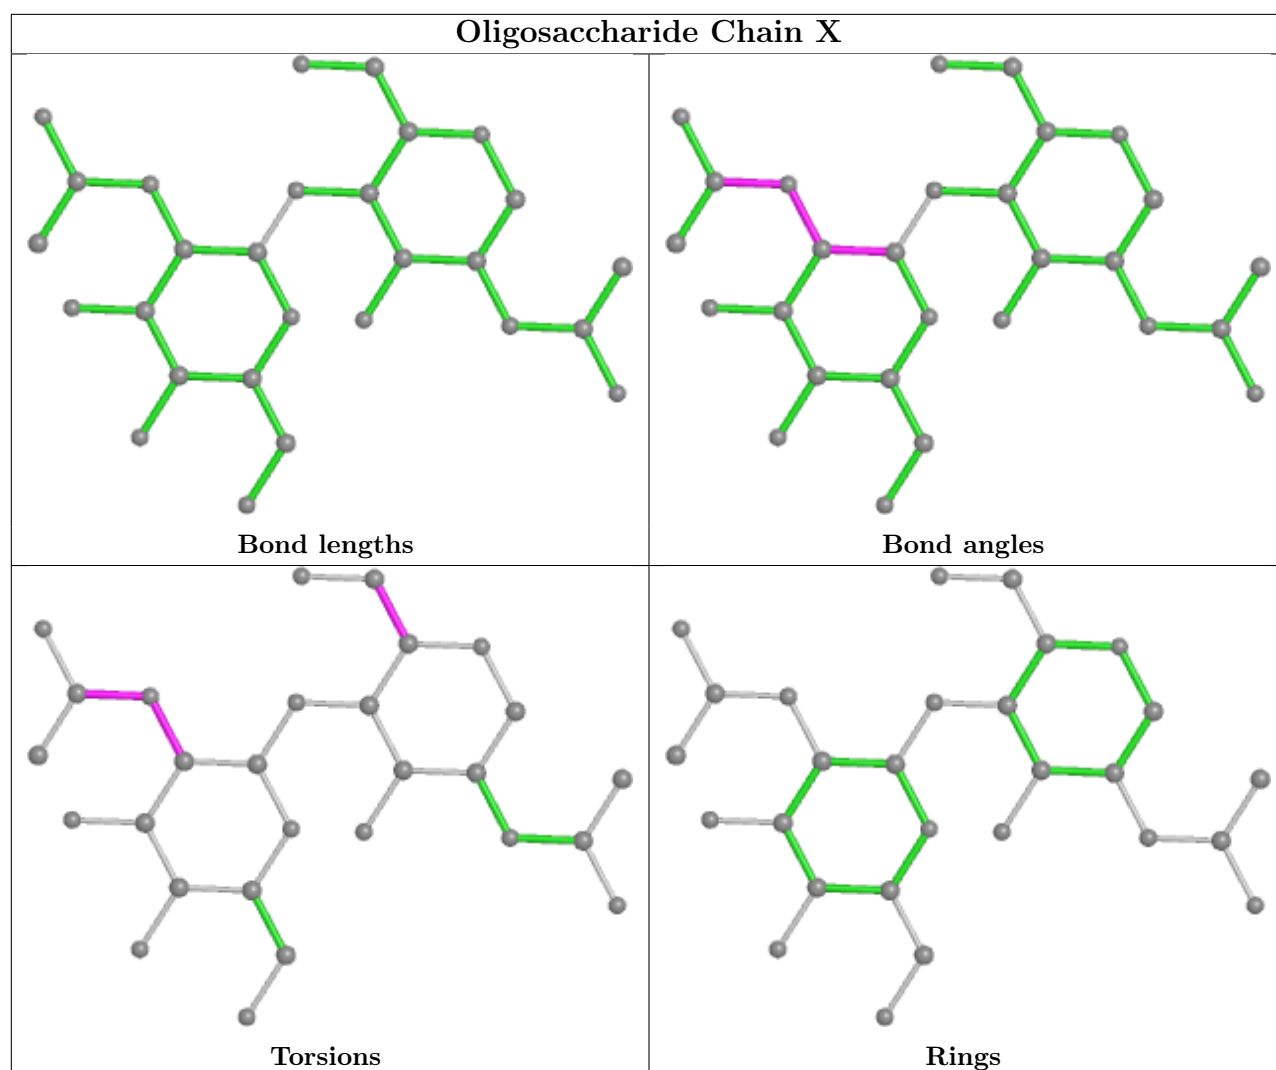 Oligosaccharide Chain X
Bond lengths
Bond angles
Torsions
Rings